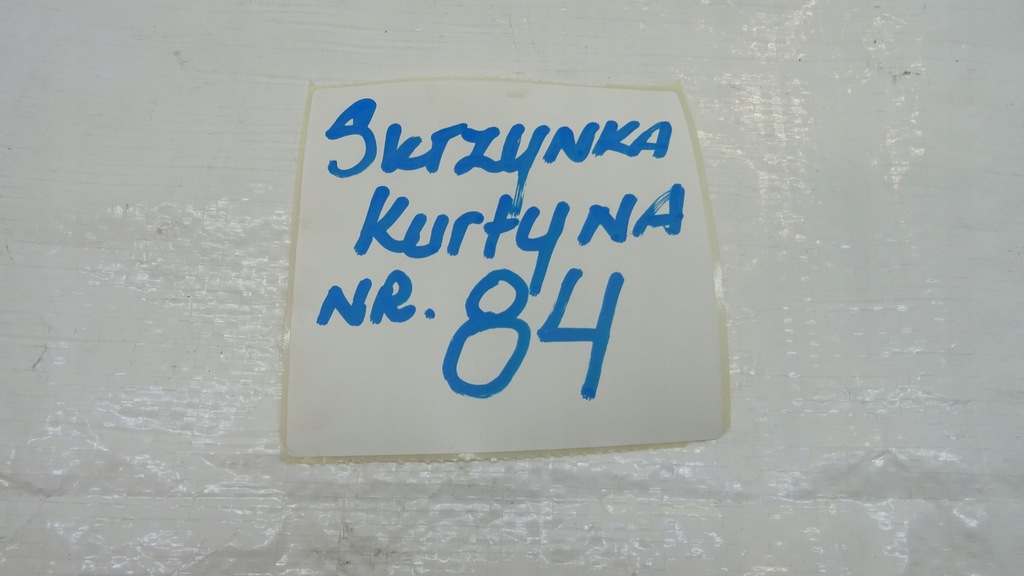 SkrzyNKA
KurtyNA
NR. 84